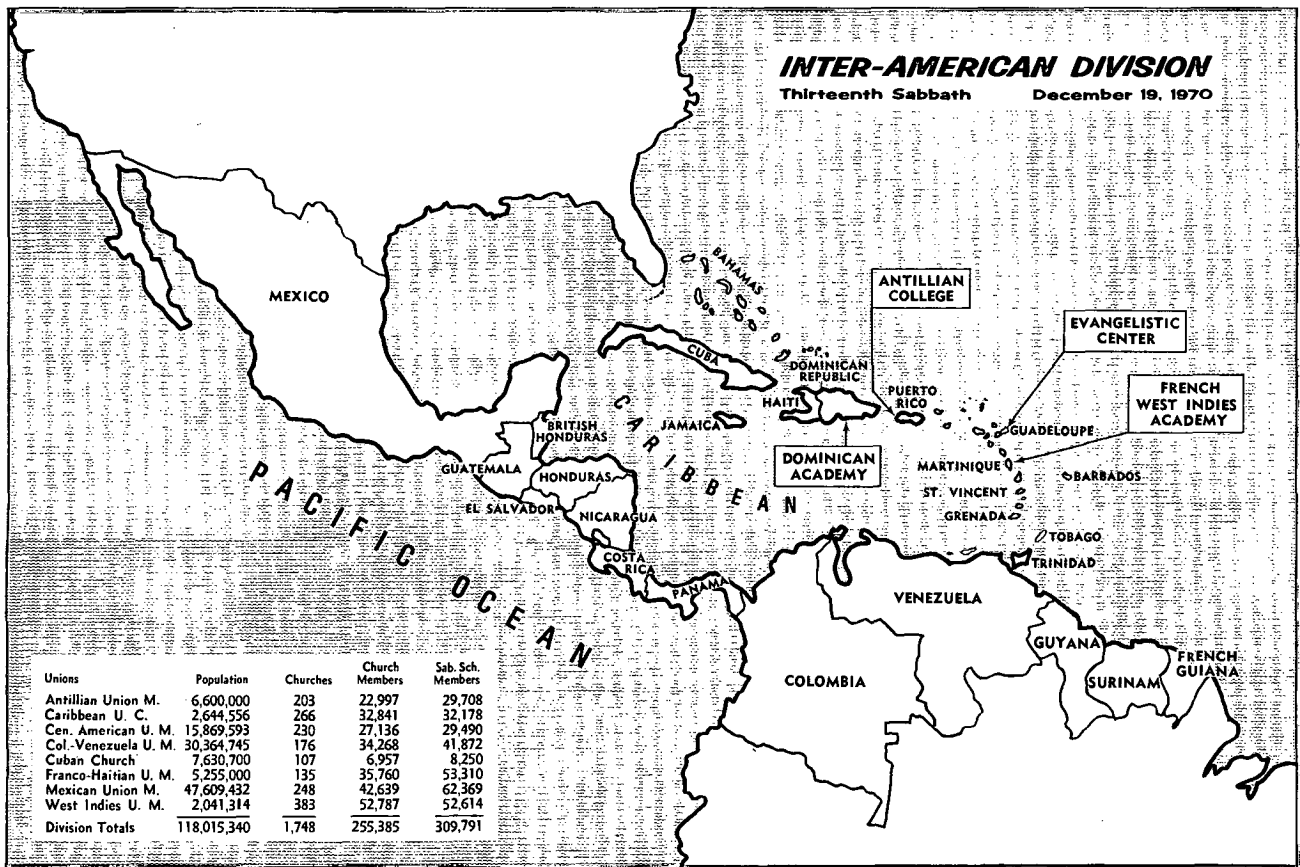 INTER-AMERICAN DIVISION
Thirteenth Sabbath December 19, 1970
MEXICO
BAHAMAS
ANTILLIAN
COLLEGE
EVANGELISTIC
CENTER
FRENCH
WEST INDIES
ACADEMY
CUBA
DOMINICAN
REPUBLIC
HAITI
PUERTO
RICO
JAMAICA
DOMINICAN
ACADEMY
GUADELOUPE
MARTINIQUE
BARBADOS
ST. VINCENT
GRENADA
TOBAGO
TRINIDAD
CARIBBEAN
BRITISH
HONDURAS
GUATEMALA
HONDURAS
EL SALVADOR
NICARAGUA
COSTA
RICA
PANAMA
PACIFIC OCEAN
VENEZUELA
GUYANA
COLOMBIA
SURINAM
FRENCH
GUIANA
Unions Population Churches Church Members Sab. Sch. Members
Antillian Union M. 6,600,000 203 22,997 29,708
Caribbean U. C. 2,644,556 266 32,841 32,178
Cen. American U. M. 15,869,593 230 27,136 29,490
Col.-Venezuela U. M. 30,364,745 176 34,268 41,872
Cuban Church 7,630,700 107 6,957 8,250
Franco-Haitian U. M. 5,255,000 135 35,760 53,310
Mexican Union M. 47,609,432 248 42,639 62,369
West Indies U. M. 2,041,314 383 52,787 52,614
Division Totals 118,015,340 1,748 255,385 309,791